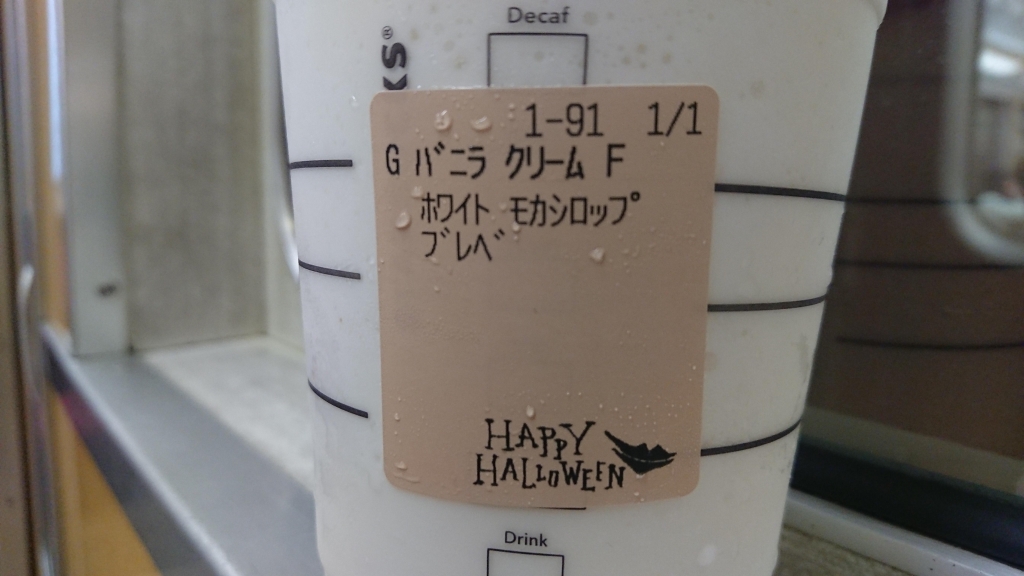 Decaf
KS®
1-91 1/1
G バニラ クリーム F
ホワイト モカシロップ
ブレベ
HAPPY
HALLOWEEN
Drink